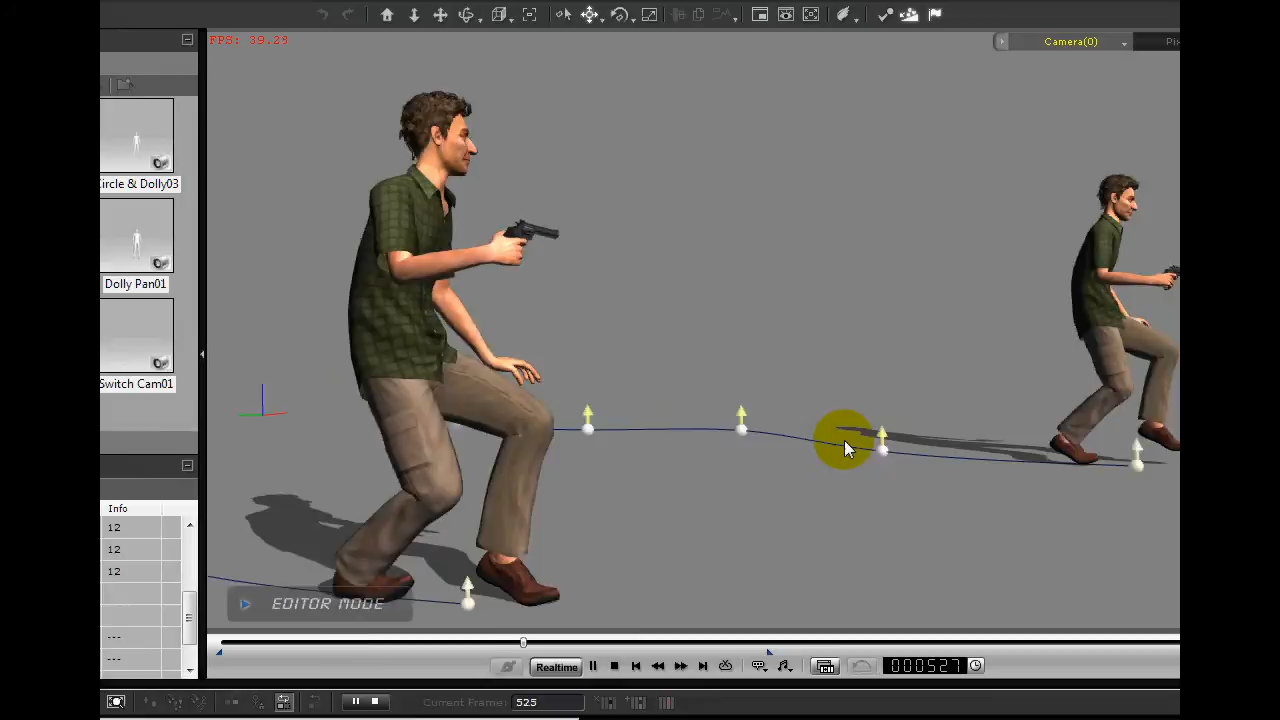 FPS: 39.29
Camera(0)
Pi
Circle & Dolly03
Dolly Pan01
Switch Cam01
Info
12
12
12
---
---
EDITOR MODE
Realtime
000527
Current Frame: 525